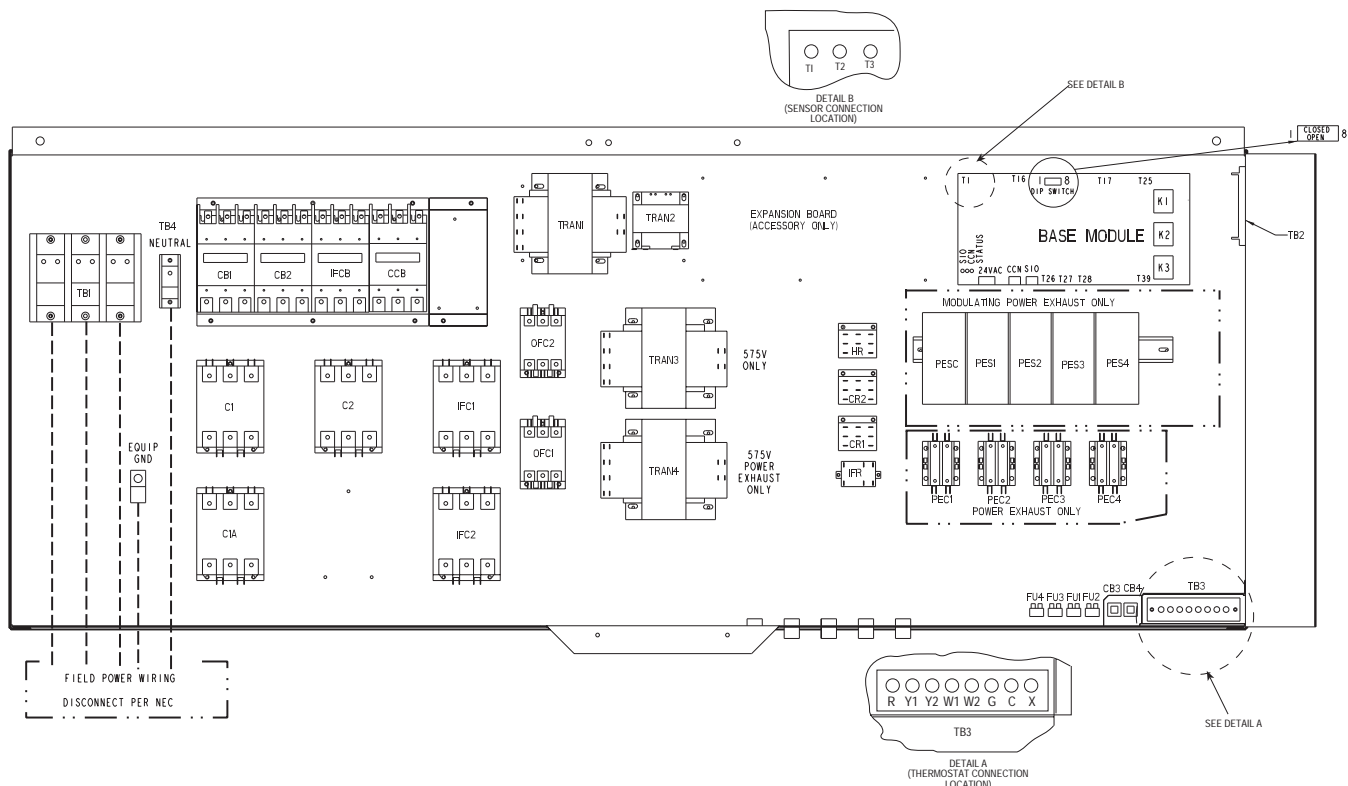 T1 T2 T3
DETAIL B
(SENSOR CONNECTION
LOCATION)
SEE DETAIL B
1 CLOSED 8
OPEN
T1 T16 1 8 T17 T25
DIP SWITCH
K1
BASE MODULE
K2
K3
SIO
CCN
STATUS
24VAC CCN SIO
T26 T27 T28 T39
TB2
TRAN1
TRAN2
EXPANSION BOARD
(ACCESSORY ONLY)
TB4
NEUTRAL
TB1
CB1 CB2 IFCB CCB
MODULATING POWER EXHAUST ONLY
PESC PES1 PES2 PES3 PES4
OFC2
TRAN3
575V
ONLY
HR
CR2
CR1
IFR
C1 C2 IFC1
OFC1
TRAN4
575V
POWER
EXHAUST
ONLY
EQUIP
GND
PEC1 PEC2 PEC3 PEC4
POWER EXHAUST ONLY
C1A
IFC2
FU4 FU3 FU1 FU2 CB3 CB4 TB3
FIELD POWER WIRING
DISCONNECT PER NEC
R Y1 Y2 W1 W2 G C X
TB3
SEE DETAIL A
DETAIL A
(THERMOSTAT CONNECTION
LOCATION)